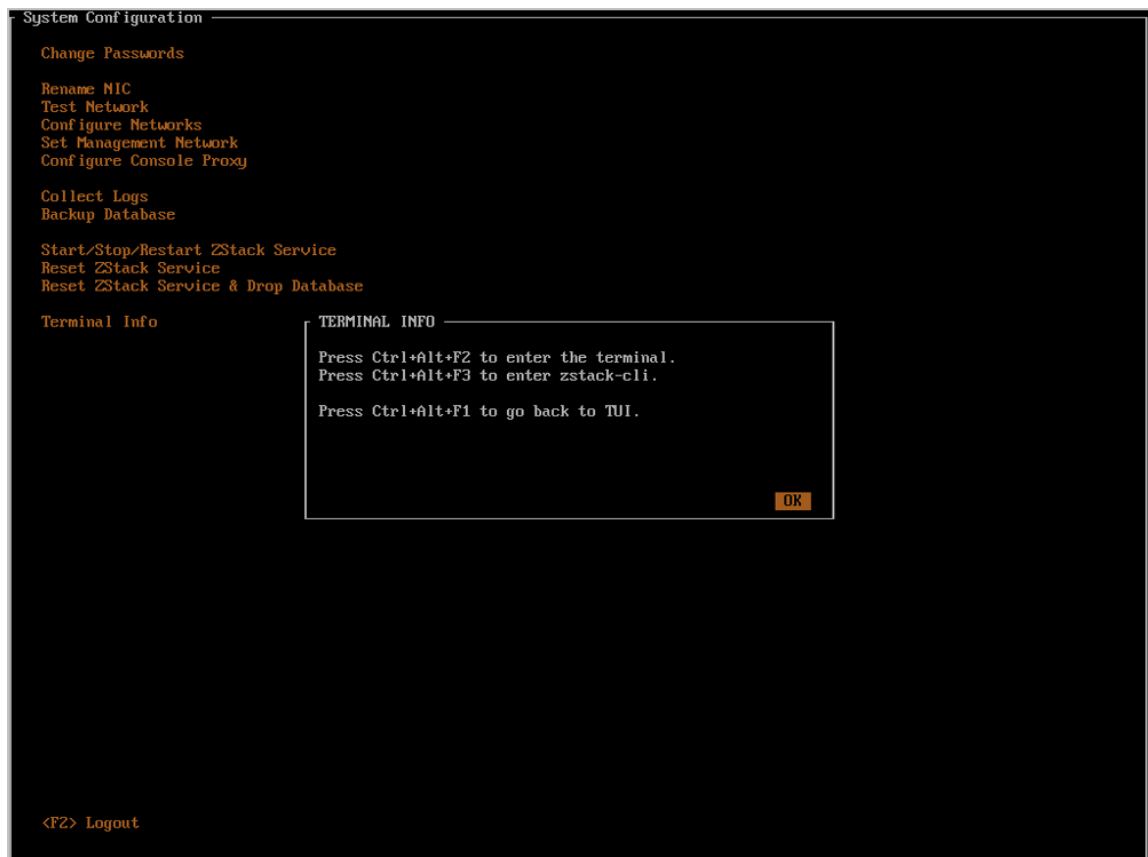 System Configuration
Change Passwords
Rename NIC
Test Network
Configure Networks
Set Management Network
Configure Console Proxy
Collect Logs
Backup Database
Start/Stop/Restart ZStack Service
Reset ZStack Service
Reset ZStack Service & Drop Database
Terminal Info
TERMINAL INFO
Press Ctrl+Alt+F2 to enter the terminal.
Press Ctrl+Alt+F3 to enter zstack-cli.
Press Ctrl+Alt+F1 to go back to TUI.
OK
<F2> Logout